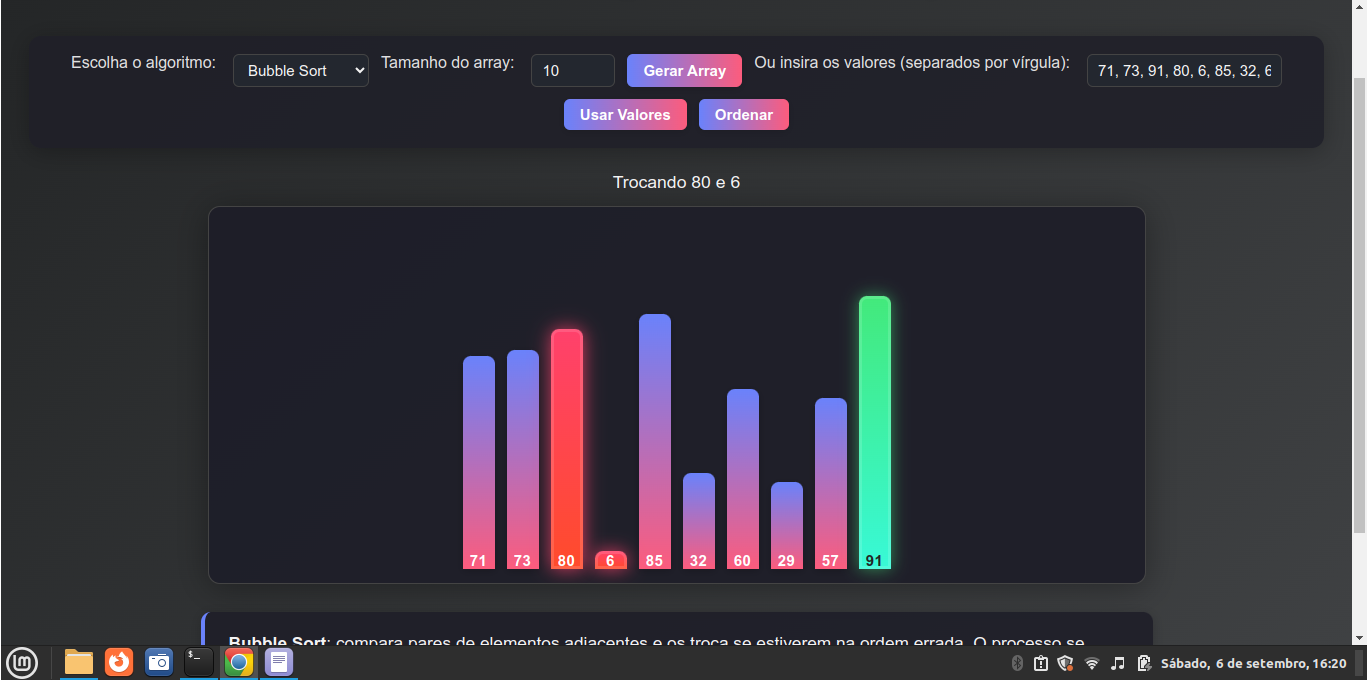 Escolha o algoritmo: Bubble Sort Tamanho do array: 10 Gerar Array Ou insira os valores (separados por vírgula): 71, 73, 91, 80, 6, 85, 32, 6
Usar Valores Ordenar
Trocando 80 e 6
71 73 80 6 85 32 60 29 57 91
Bubble Sort: compara pares de elementos adjacentes e os troca se estiverem na ordem errada. O processo se
Sábado, 6 de setembro, 16:20